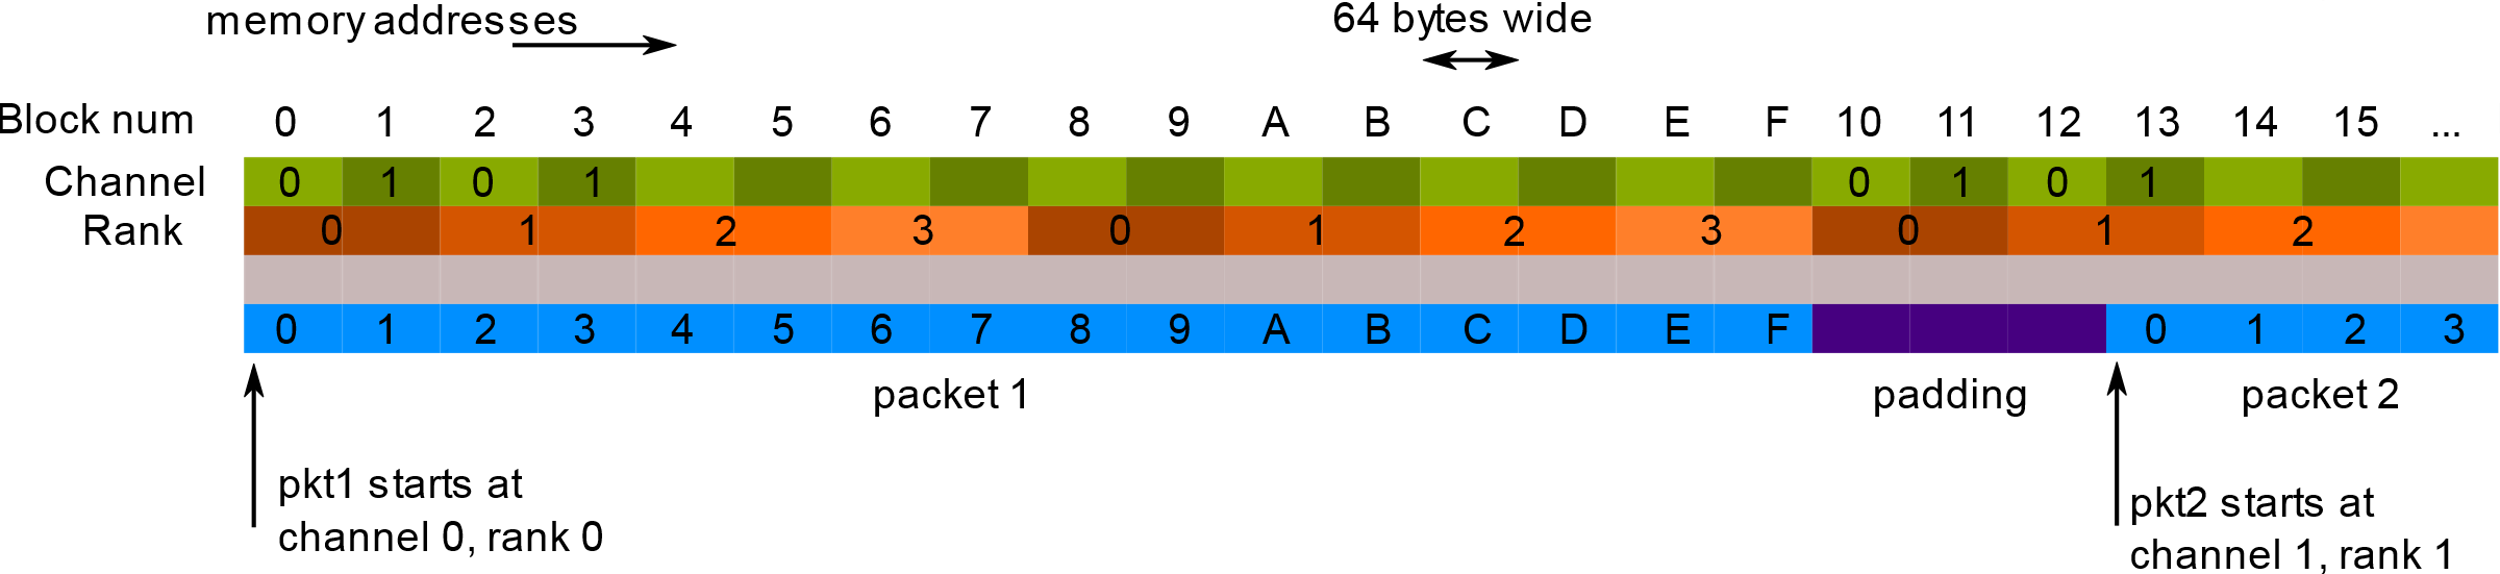 memory addresses 64 bytes wide
Block num 0 1 2 3 4 5 6 7 8 9 A B C D E F 10 11 12 13 14 15 ...
Channel 0 1 0 1 0 1 0 1
Rank 0 1 2 3 0 1 2 3 0 1 2
0 1 2 3 4 5 6 7 8 9 A B C D E F 0 1 2 3
packet 1 padding packet 2
pkt1 starts at
channel 0, rank 0
pkt2 starts at
channel 1, rank 1